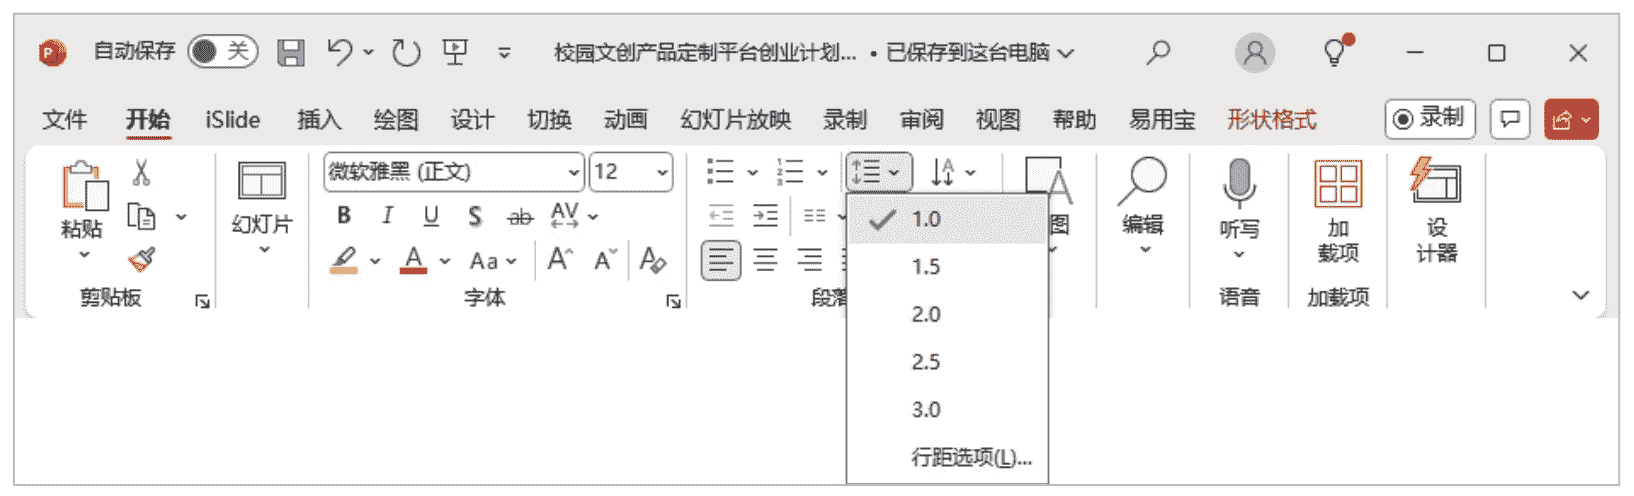 自动保存 关 校园文创产品定制平台创业计划... • 已保存到这台电脑
文件 开始 iSlide 插入 绘图 设计 切换 动画 幻灯片放映 录制 审阅 视图 帮助 易用宝 形状格式 录制
微软雅黑 (正文) 12
粘贴 幻灯片 B I U S ab AV Aa A A A 编辑 听写 加载项 设计器
剪贴板 字体 语音 加载项
1.0
1.5
2.0
2.5
3.0
行距选项(L)...